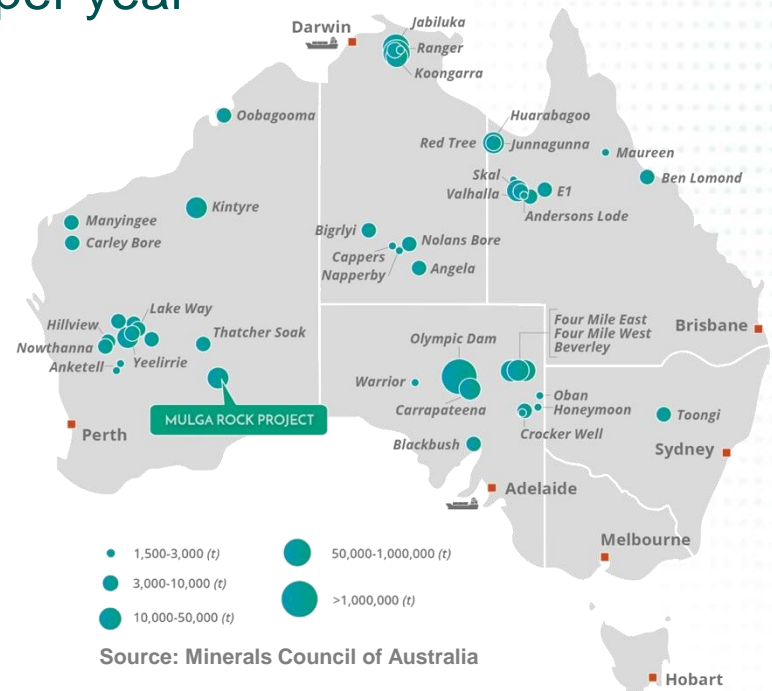 per year
Darwin
Jabiluka
Ranger
Koongarra
Oobagooma
Huarabagoo
Red Tree
Junnagunna
Maureen
Skal
Valhalla
E1
Ben Lomond
Andersons Lode
Kintyre
Manyingee
Carley Bore
Bigrlyi
Nolans Bore
Cappers
Napperby
Angela
Lake Way
Hillview
Nowthanna
Thatcher Soak
Yeelirrie
Anketell
MULGA ROCK PROJECT
Perth
Olympic Dam
Four Mile East
Four Mile West
Beverley
Brisbane
Warrior
Carrapateena
Oban
Honeymoon
Toongi
Crocker Well
Blackbush
Sydney
Adelaide
Melbourne
1,500-3,000 (t)
3,000-10,000 (t)
10,000-50,000 (t)
50,000-1,000,000 (t)
>1,000,000 (t)
Source: Minerals Council of Australia
Hobart